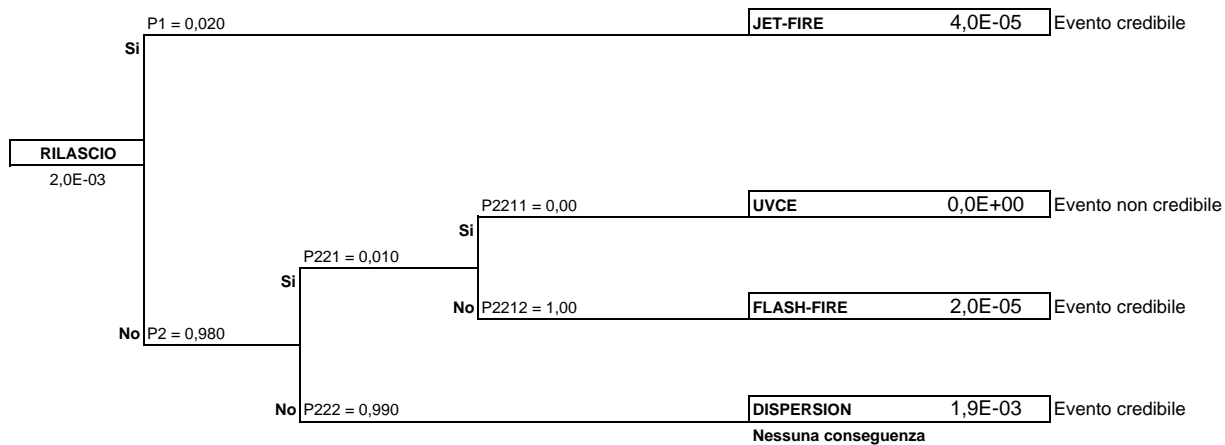 P1 = 0,020
JET-FIRE 4,0E-05 Evento credibile
Si
RILASCIO
2,0E-03
P2211 = 0,00
UVCE 0,0E+00 Evento non credibile
Si
P221 = 0,010
Si
No P2212 = 1,00
FLASH-FIRE 2,0E-05 Evento credibile
No P2 = 0,980
No P222 = 0,990
DISPERSION 1,9E-03 Evento credibile
Nessuna conseguenza